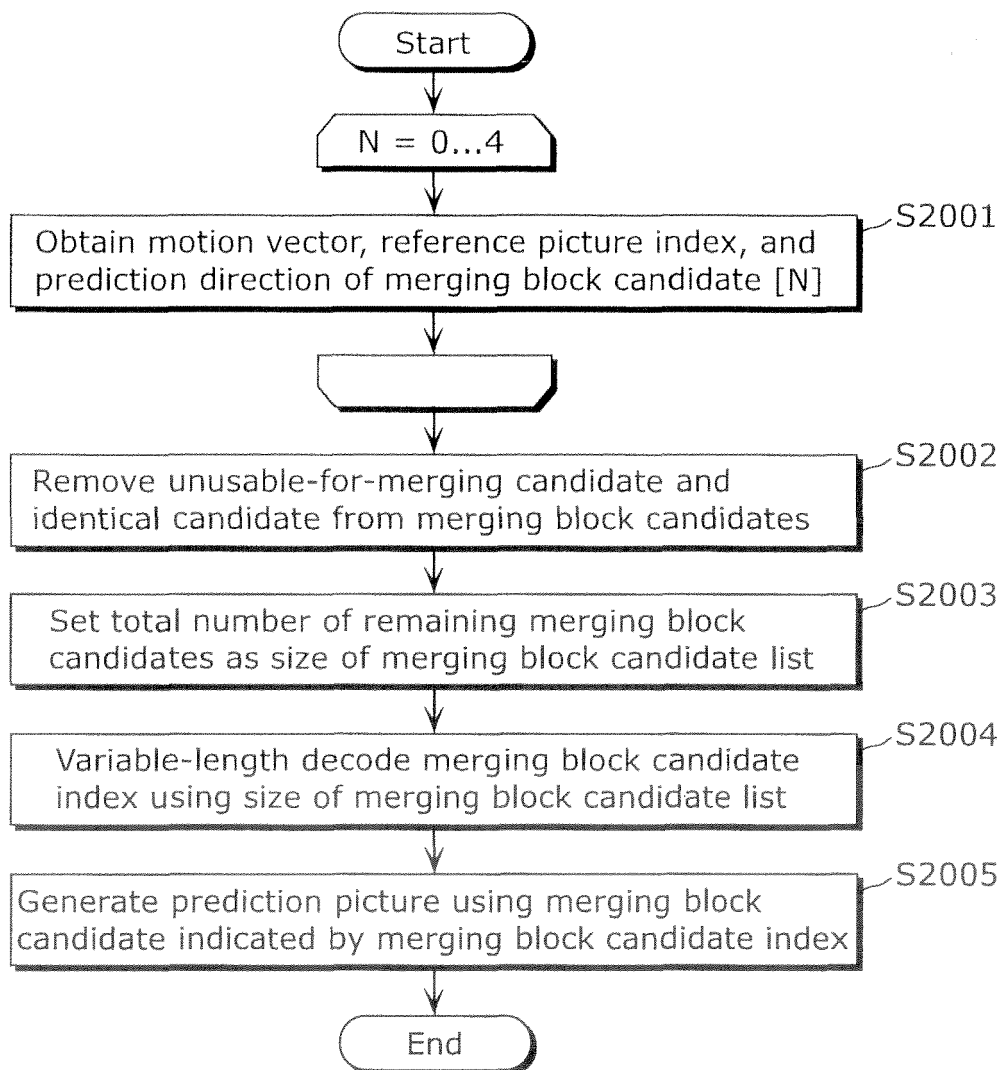 Start
N = 0...4
S2001
Obtain motion vector, reference picture index, and
prediction direction of merging block candidate [N]
S2002
Remove unusable-for-merging candidate and
identical candidate from merging block candidates
S2003
Set total number of remaining merging block
candidates as size of merging block candidate list
S2004
Variable-length decode merging block candidate
index using size of merging block candidate list
S2005
Generate prediction picture using merging block
candidate indicated by merging block candidate index
End